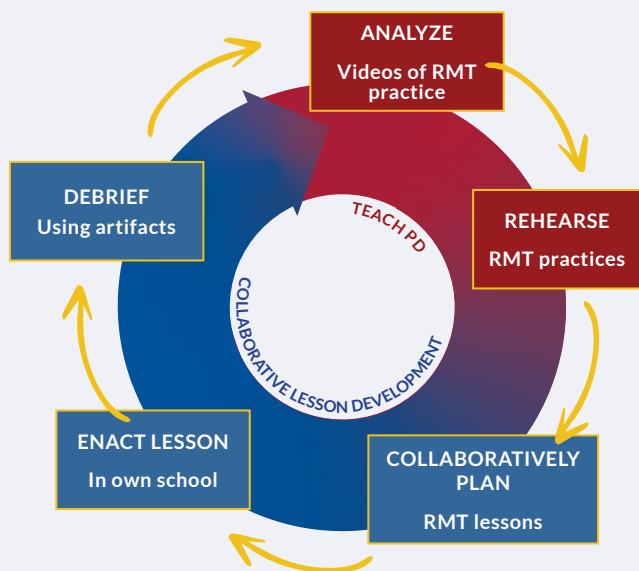 ANALYZE
Videos of RMT
practice
REHEARSE
RMT practices
COLLABORATIVELY
PLAN
RMT lessons
ENACT LESSON
In own school
DEBRIEF
Using artifacts
TEACH PD
COLLABORATIVE LESSON DEVELOPMENT